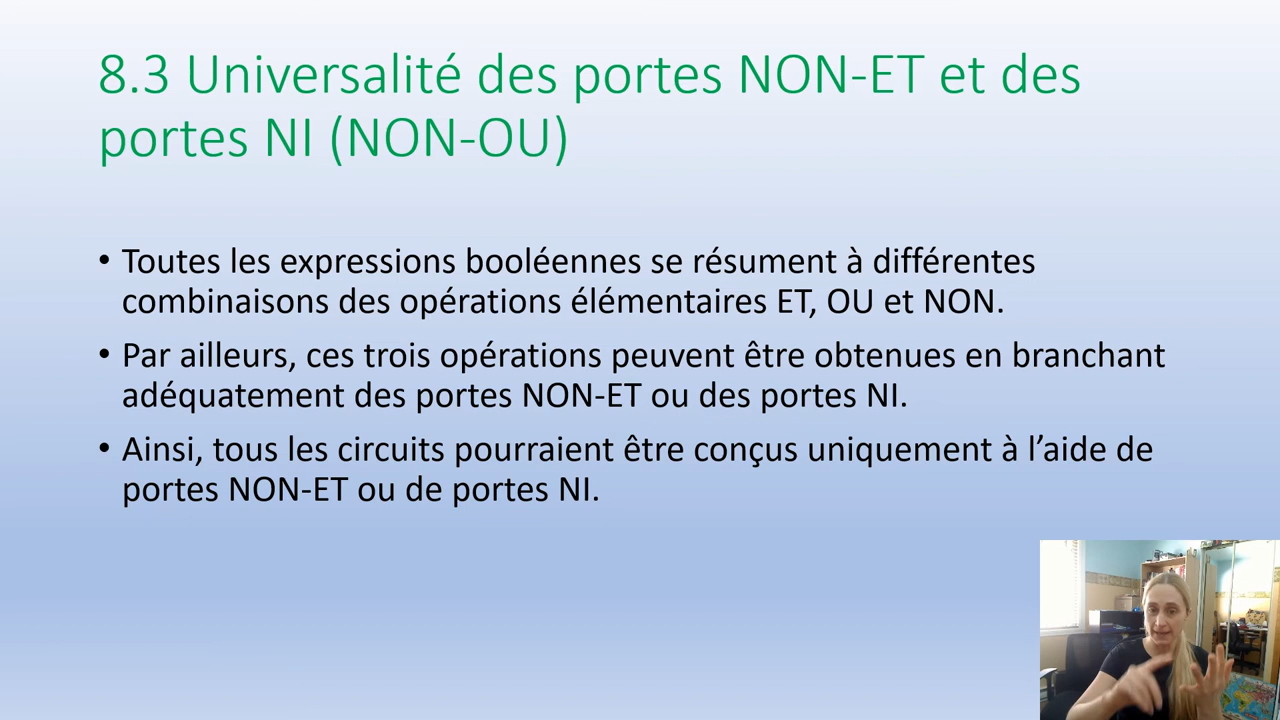 8.3 Universalité des portes NON-ET et des
portes NI (NON-OU)
• Toutes les expressions booléennes se résument à différentes
combinaisons des opérations élémentaires ET, OU et NON.
• Par ailleurs, ces trois opérations peuvent être obtenues en branchant
adéquatement des portes NON-ET ou des portes NI.
• Ainsi, tous les circuits pourraient être conçus uniquement à l’aide de
portes NON-ET ou de portes NI.